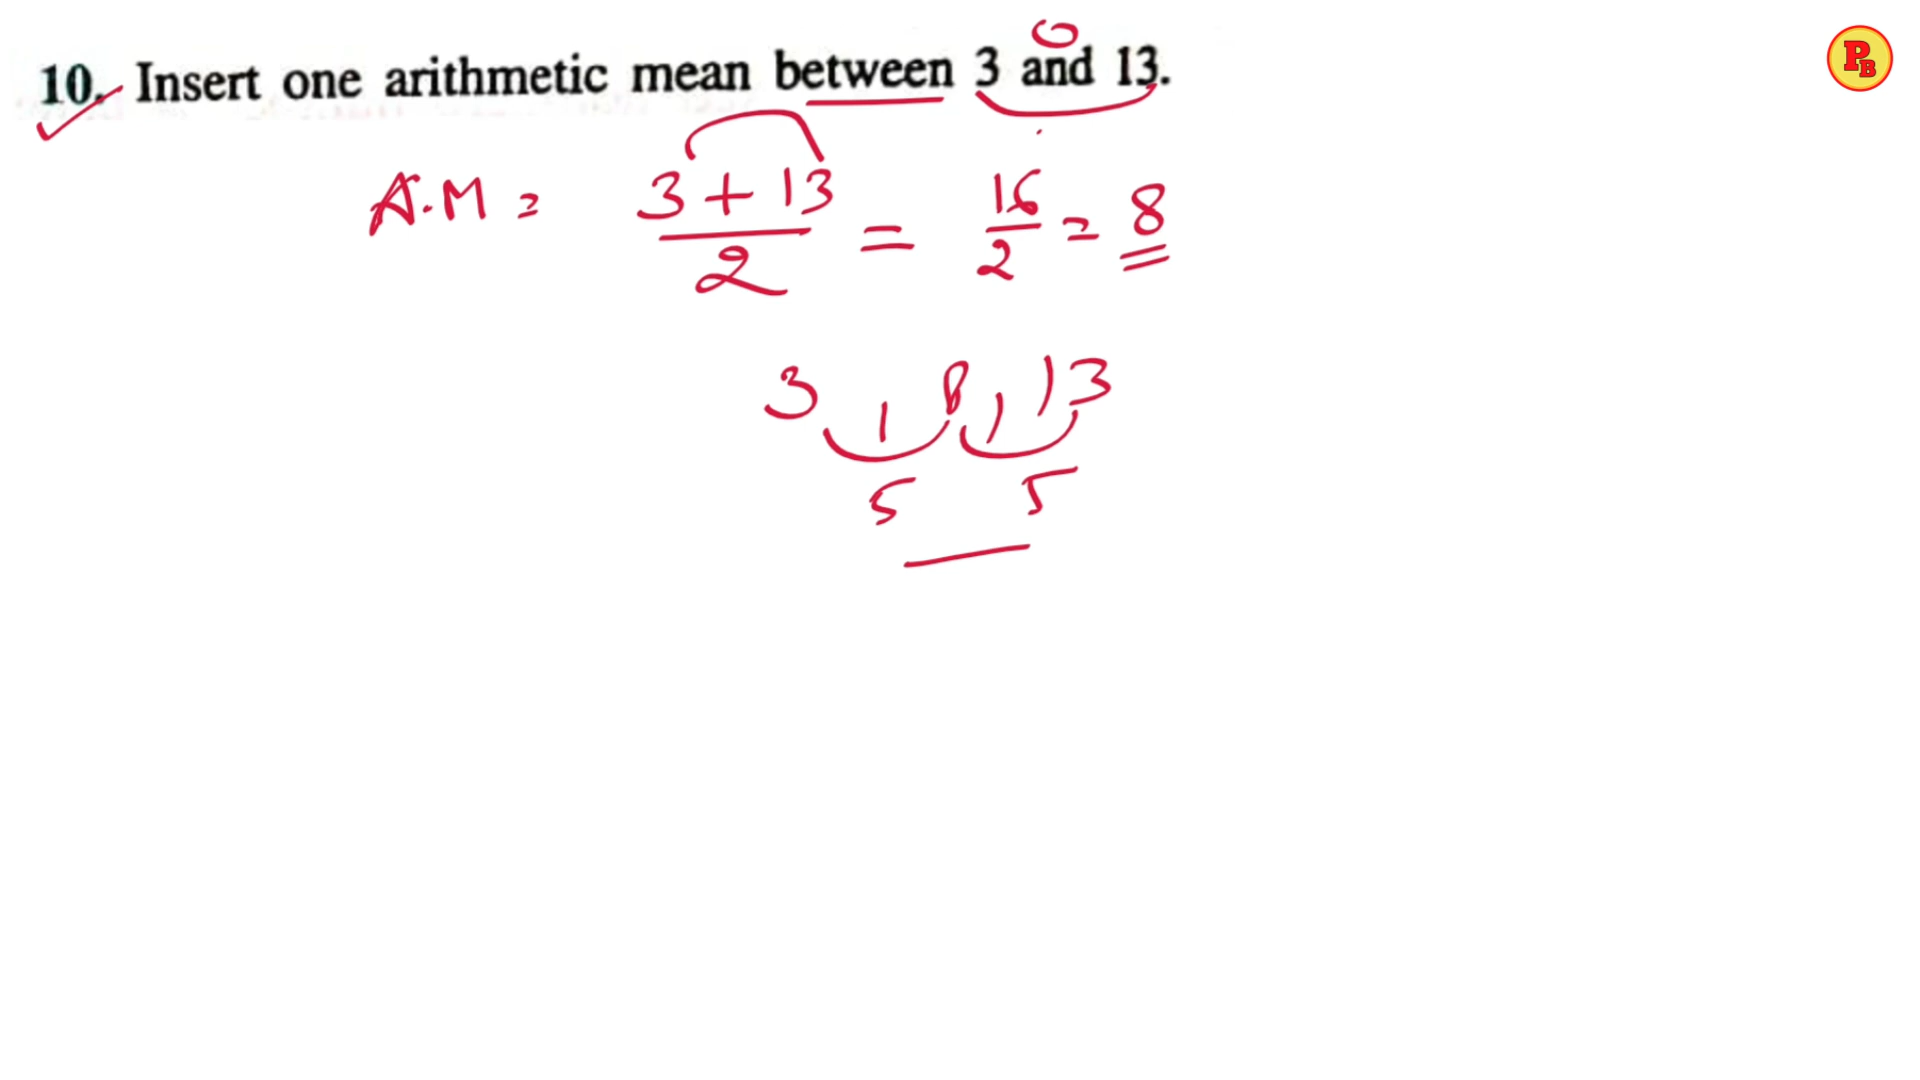 10. Insert one arithmetic mean between 3 and 13.
PB
A.M = 3 + 13 / 2 = 16 / 2 = 8
3, 8, 13
5 5